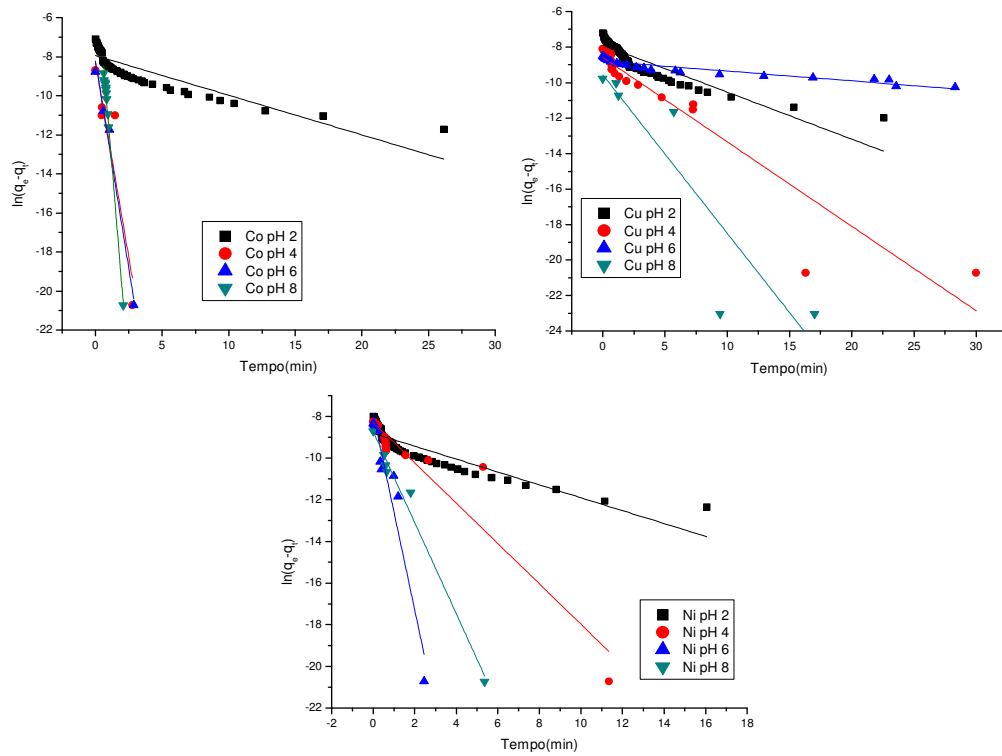 -6
-8
-10
-12
-14
-16
-18
-20
-22
ln(qe-qt)
0 5 10 15 20 25 30
Tempo(min)
Co pH 2
Co pH 4
Co pH 6
Co pH 8
-6
-8
-10
-12
-14
-16
-18
-20
-22
-24
ln(qe-qt)
0 5 10 15 20 25 30
Tempo(min)
Cu pH 2
Cu pH 4
Cu pH 6
Cu pH 8
-8
-10
-12
-14
-16
-18
-20
-22
ln(qe-qt)
-2 0 2 4 6 8 10 12 14 16 18
Tempo(min)
Ni pH 2
Ni pH 4
Ni pH 6
Ni pH 8